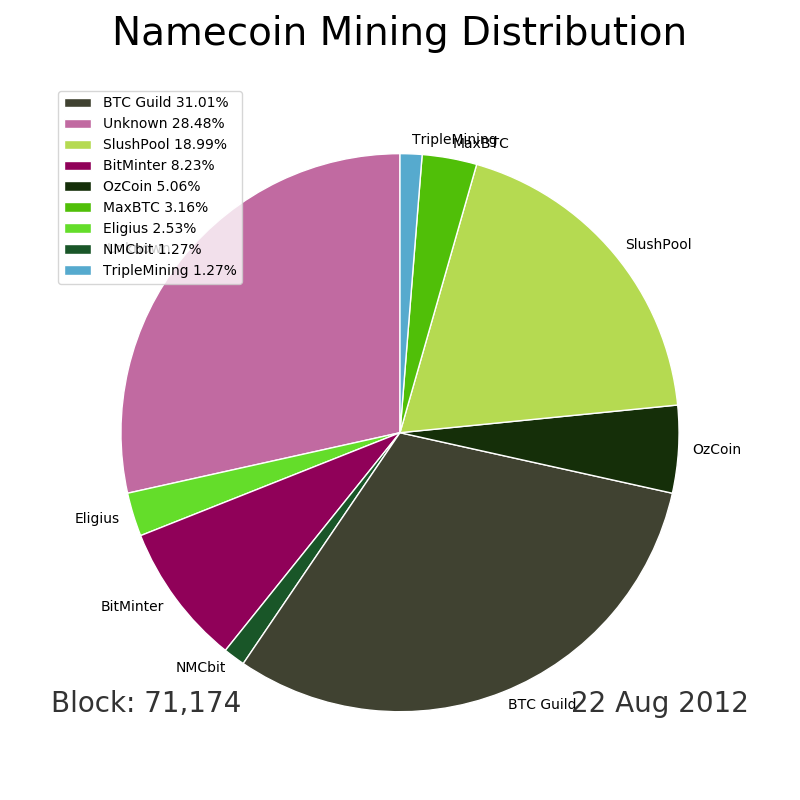 Namecoin Mining Distribution
BTC Guild 31.01%
Unknown 28.48%
SlushPool 18.99%
BitMinter 8.23%
OzCoin 5.06%
MaxBTC 3.16%
Eligius 2.53%
NMCbit 1.27%
TripleMining 1.27%
TripleMining
MaxBTC
SlushPool
OzCoin
Eligius
BitMinter
NMCbit
BTC Guild
Block: 71,174
22 Aug 2012